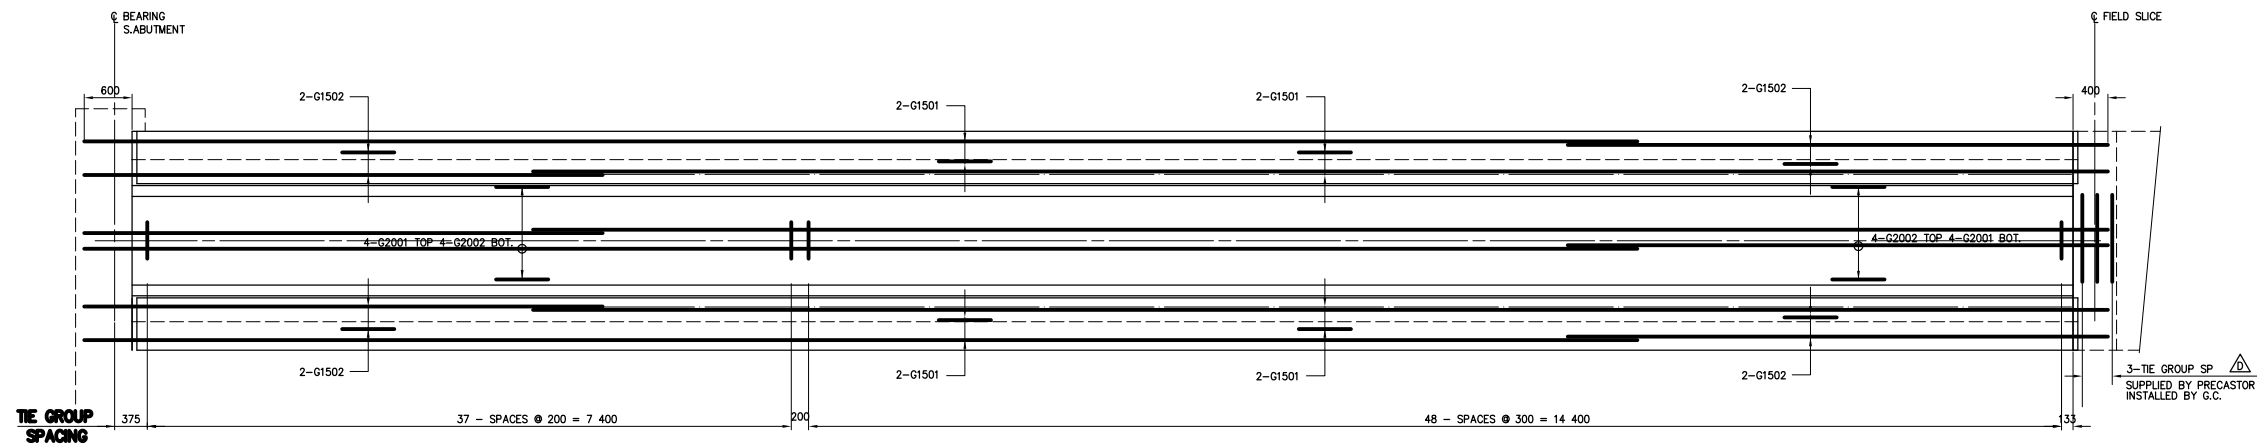 ℄ BEARING
S.ABUTMENT
℄ FIELD SLICE
600
2-G1502
2-G1501
2-G1501
2-G1502
400
4-G2001 TOP 4-G2002 BOT.
4-G2002 TOP 4-G2001 BOT.
2-G1502
2-G1501
2-G1501
2-G1502
3-TIE GROUP SP D
SUPPLIED BY PRECASTOR
INSTALLED BY G.C.
TIE GROUP
SPACING
375
37 - SPACES @ 200 = 7 400
200
48 - SPACES @ 300 = 14 400
133